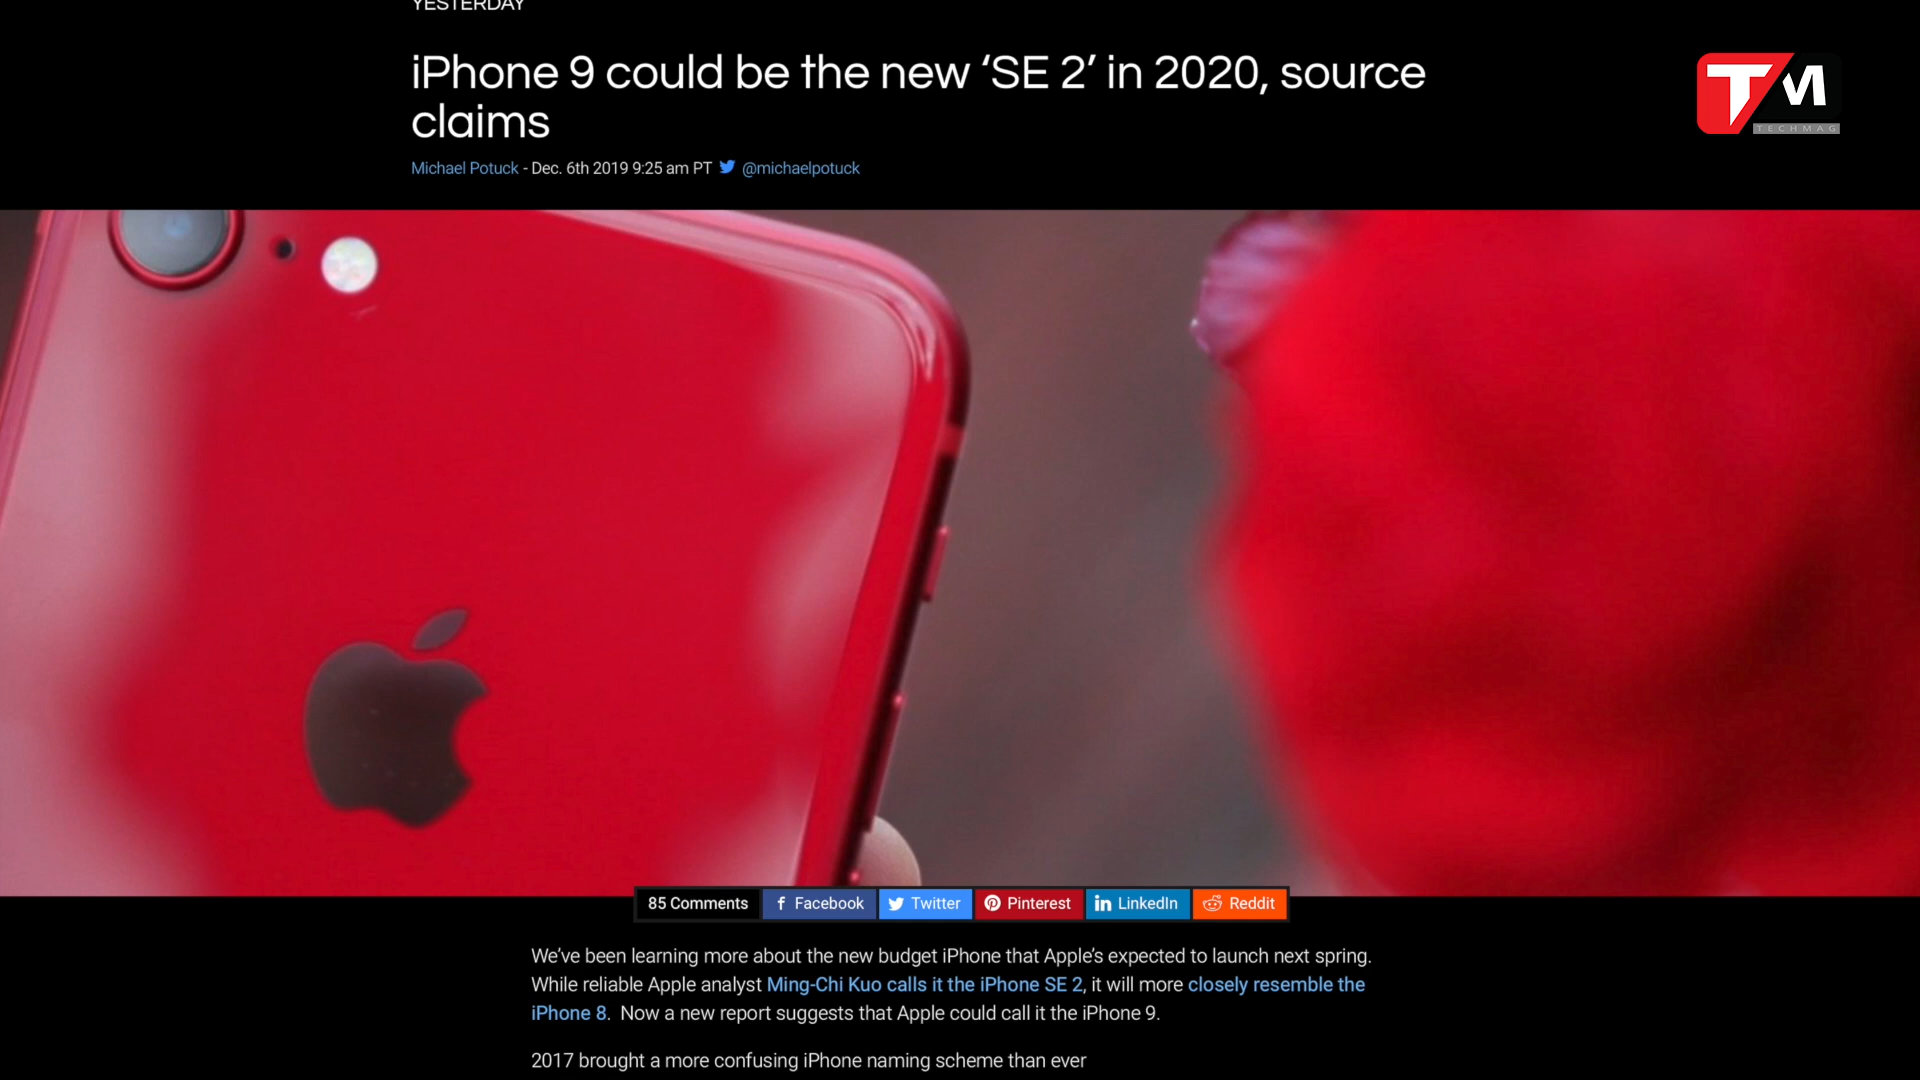 YESTERDAY
iPhone 9 could be the new ‘SE 2’ in 2020, source
claims
Michael Potuck - Dec. 6th 2019 9:25 am PT @michaelpotuck
TM
TECHMAG
85 Comments Facebook Twitter Pinterest LinkedIn Reddit
We’ve been learning more about the new budget iPhone that Apple’s expected to launch next spring.
While reliable Apple analyst Ming-Chi Kuo calls it the iPhone SE 2, it will more closely resemble the
iPhone 8. Now a new report suggests that Apple could call it the iPhone 9.
2017 brought a more confusing iPhone naming scheme than ever